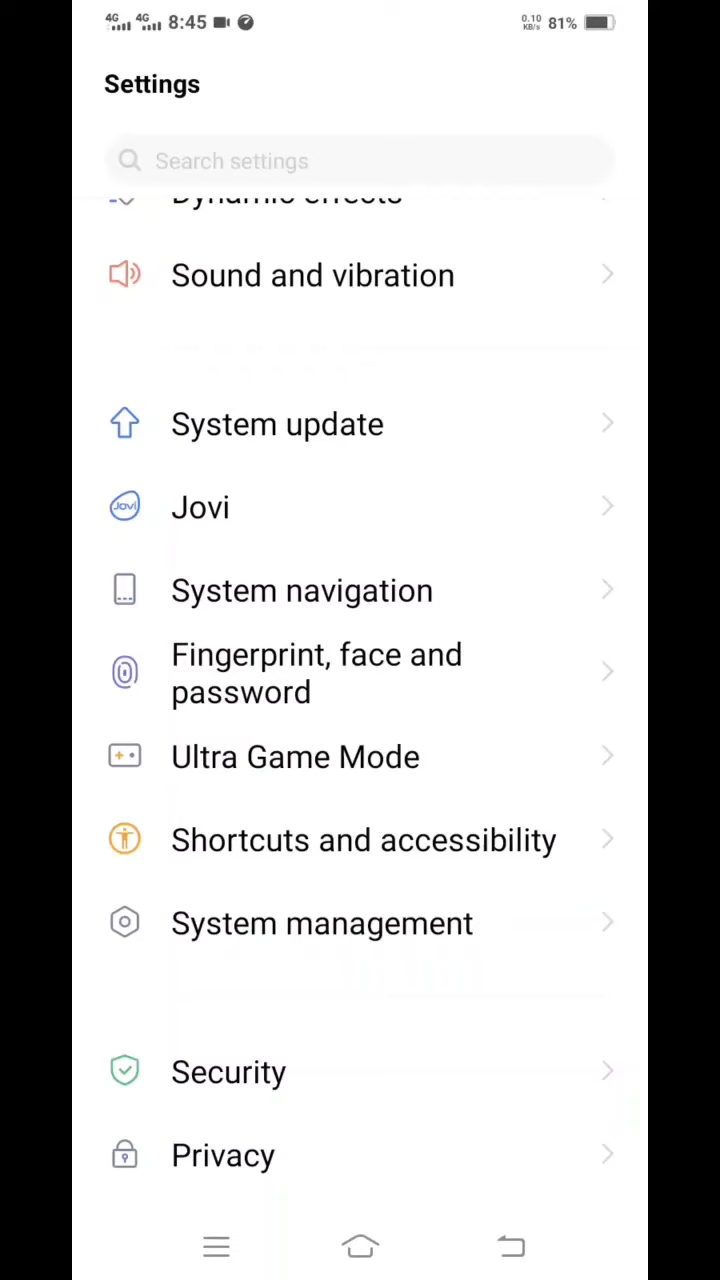 4G 4G 8:45 0.10 KB/s 81%
Settings
Search settings
Dynamic effects
Sound and vibration
System update
Jovi
Jovi
System navigation
Fingerprint, face and
password
Ultra Game Mode
Shortcuts and accessibility
System management
Security
Privacy